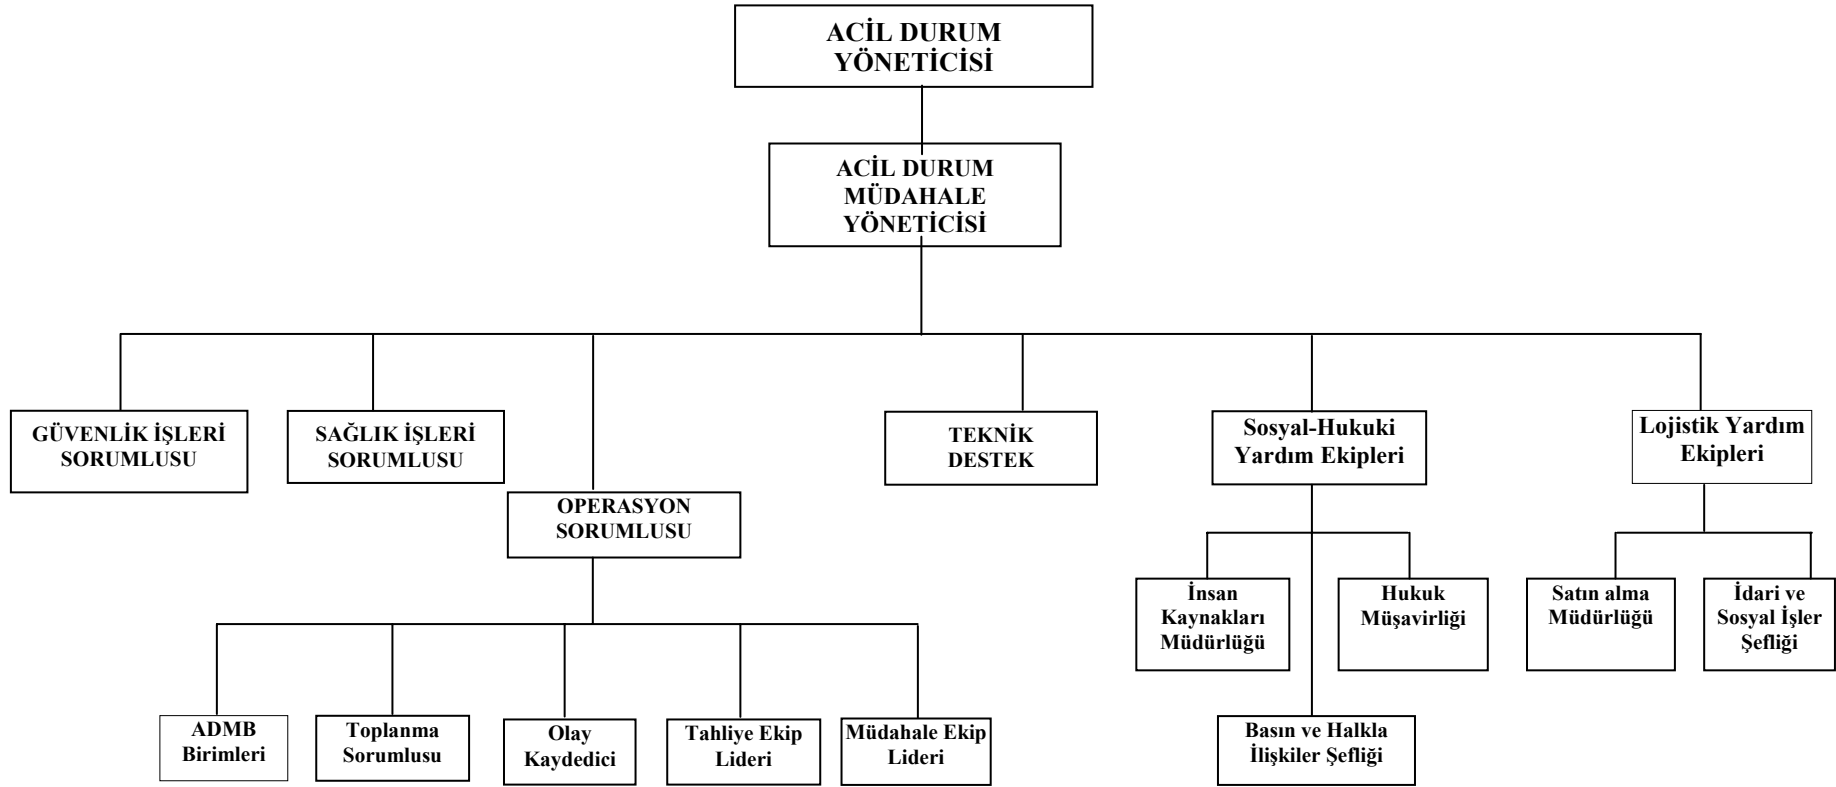 ACİL DURUM
YÖNETİCİSİ
ACİL DURUM
MÜDAHALE
YÖNETİCİSİ
GÜVENLİK İŞLERİ
SORUMLUSU
SAĞLIK İŞLERİ
SORUMLUSU
OPERASYON
SORUMLUSU
TEKNİK
DESTEK
Sosyal-Hukuki
Yardım Ekipleri
Lojistik Yardım
Ekipleri
ADMB
Birimleri
Toplanma
Sorumlusu
Olay
Kaydedici
Tahliye Ekip
Lideri
Müdahale Ekip
Lideri
İnsan
Kaynakları
Müdürlüğü
Hukuk
Müşavirliği
Basın ve Halkla
İlişkiler Şefliği
Satın alma
Müdürlüğü
İdari ve
Sosyal İşler
Şefliği